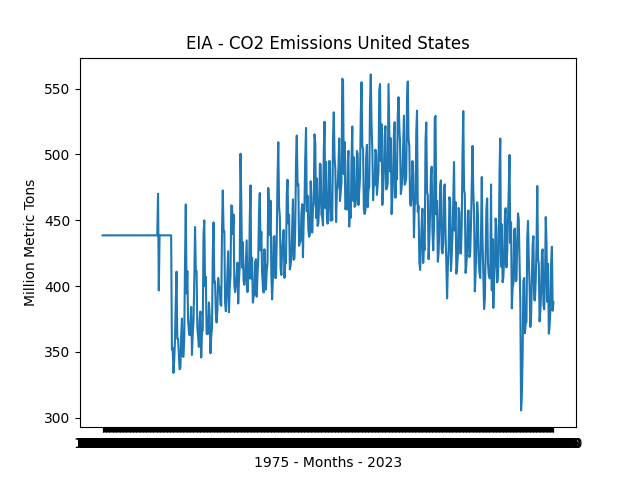 EIA - CO2 Emissions United States
550
500
450
400
350
300
Million Metric Tons
1975 - Months - 2023